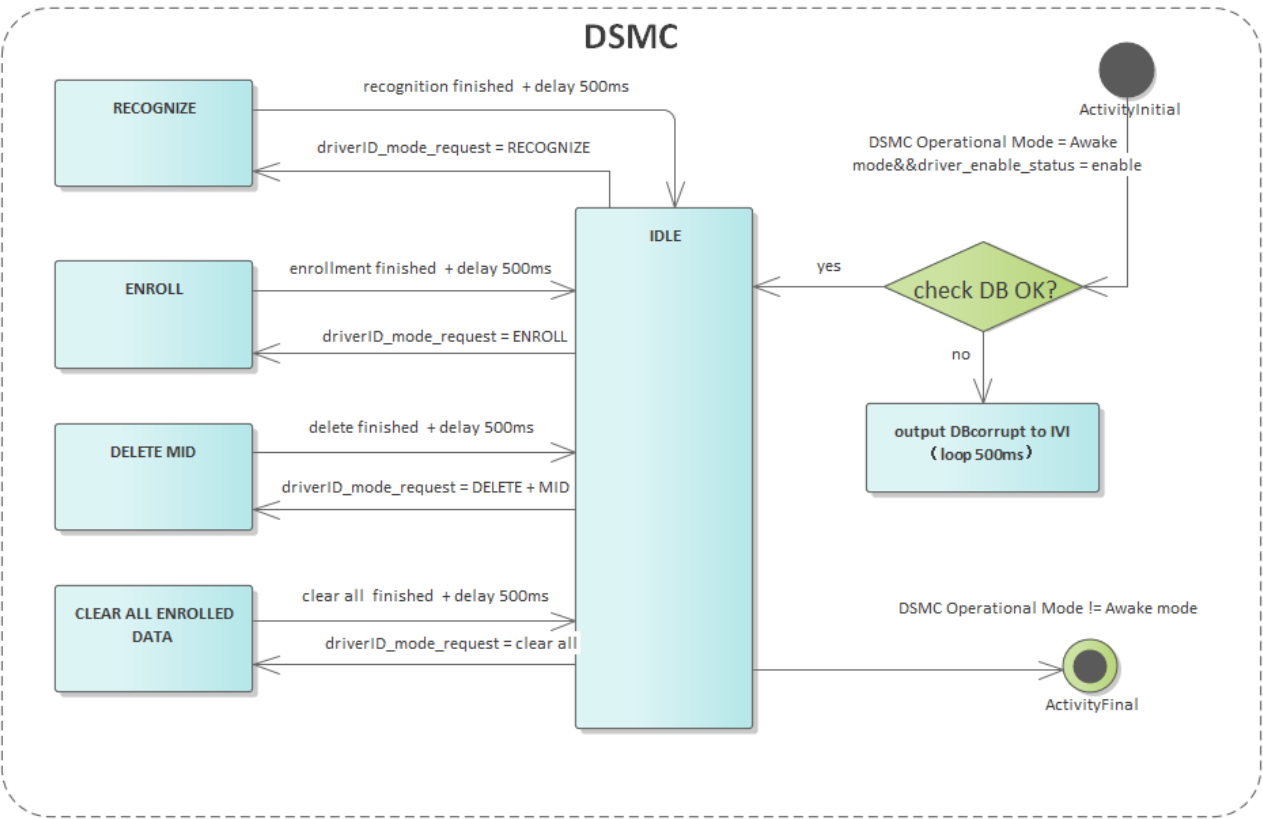 DSMC
recognition finished + delay 500ms
RECOGNIZE
driverID_mode_request = RECOGNIZE
ActivityInitial
DSMC Operational Mode = Awake
mode&&driver_enable_status = enable
IDLE
yes
enrollment finished + delay 500ms
ENROLL
check DB OK?
driverID_mode_request = ENROLL
no
delete finished + delay 500ms
DELETE MID
output DBcorrupt to IVI
（loop 500ms）
driverID_mode_request = DELETE + MID
clear all finished + delay 500ms
CLEAR ALL ENROLLED
DATA
driverID_mode_request = clear all
DSMC Operational Mode != Awake mode
ActivityFinal